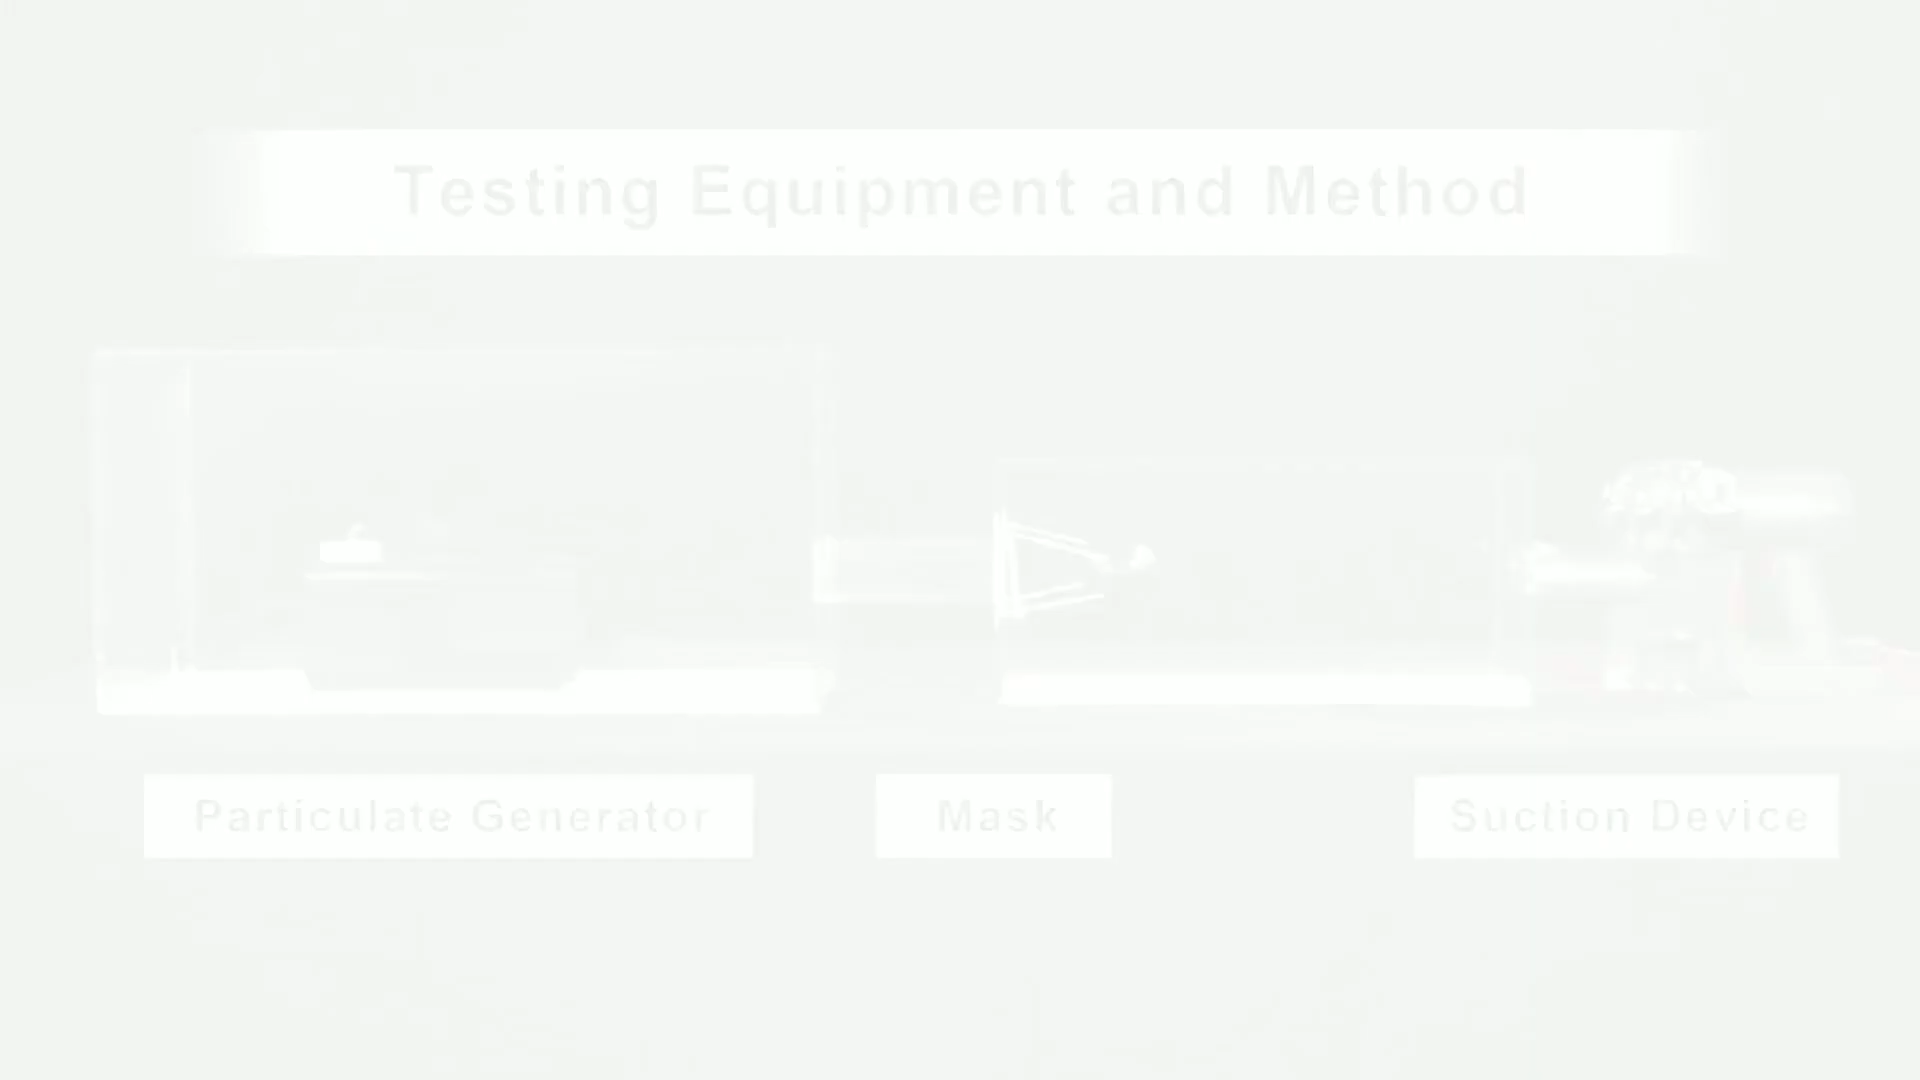 Testing Equipment and Method
Particulate Generator
Mask
Suction Device